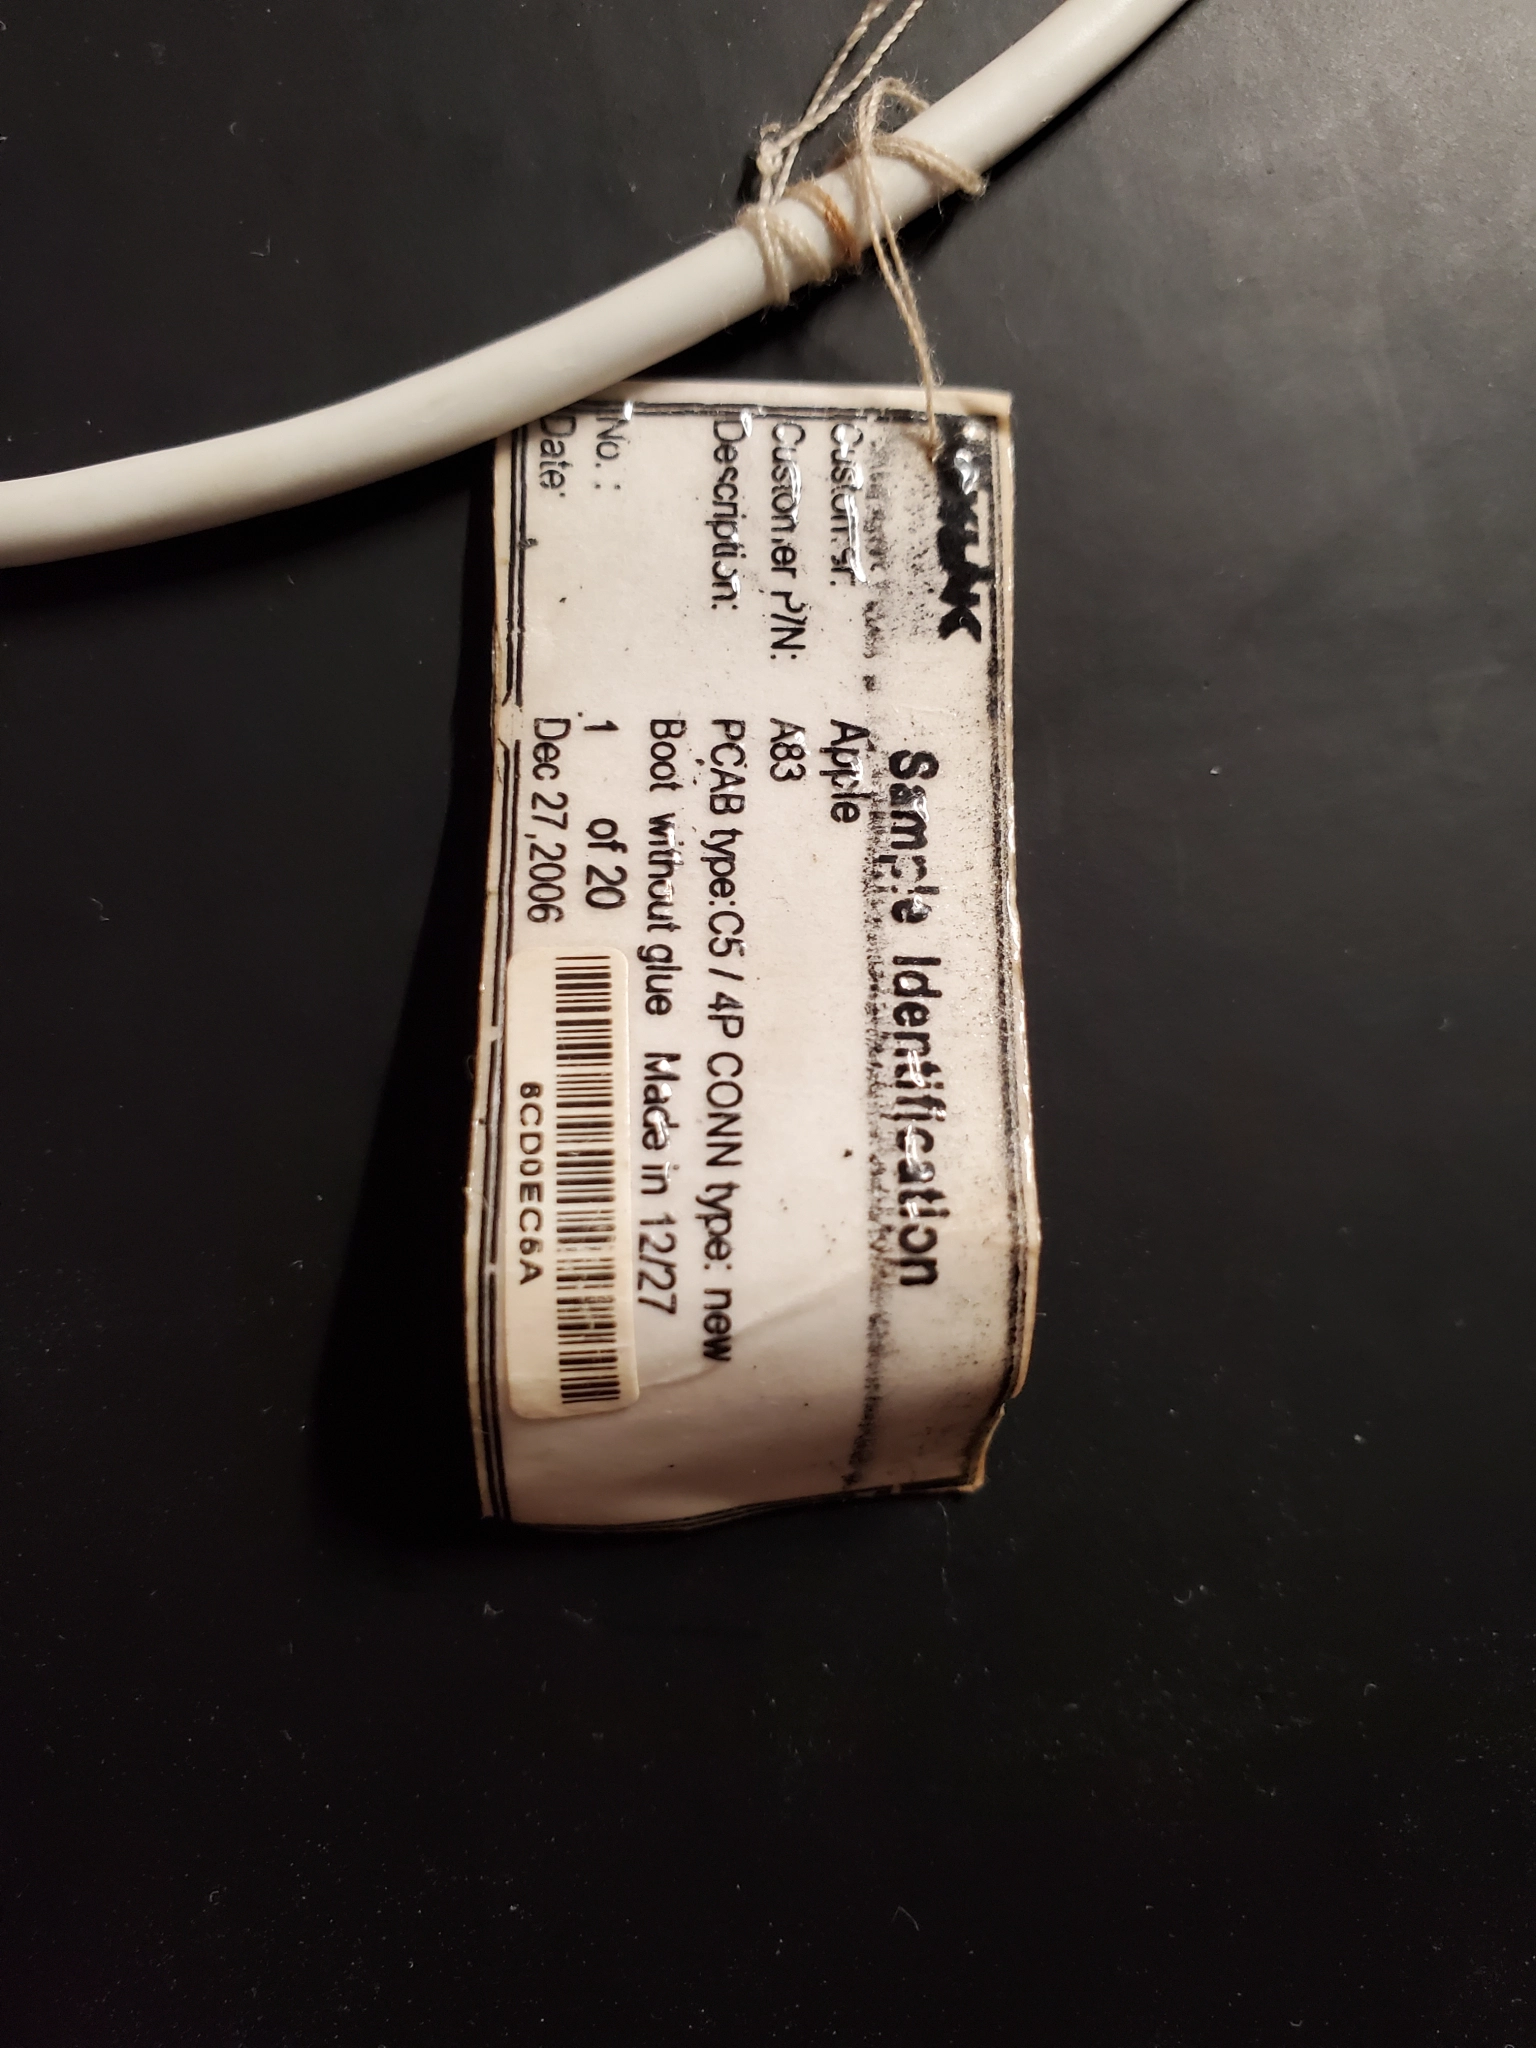 Sample Identification
Customer: Apple
Customer P/N: A83
Description: PCAB type:C5 / 4P CONN type: new
Boot without glue Made in 12/27
No. : 1 of 20
Date: Dec 27,2006
8CD0EC6A